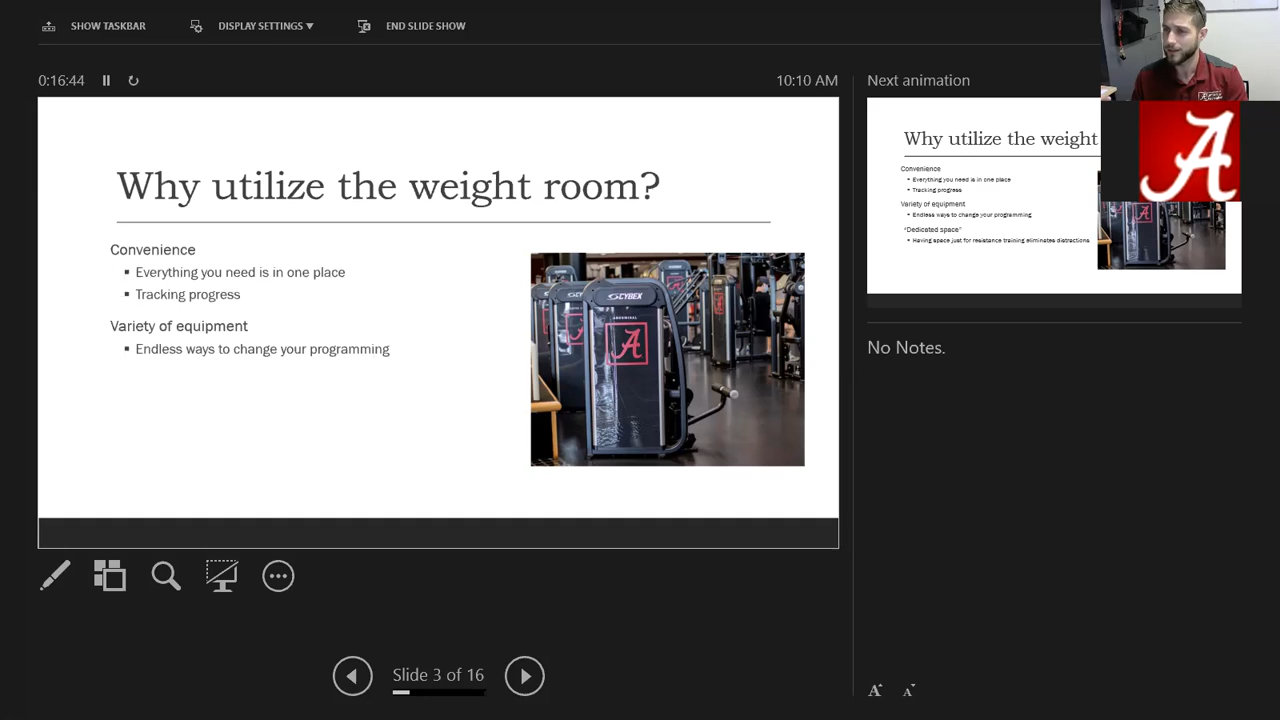 SHOW TASKBAR
DISPLAY SETTINGS ▼
END SLIDE SHOW
0:16:44
10:10 AM
Why utilize the weight room?
Convenience
▪ Everything you need is in one place
▪ Tracking progress
Variety of equipment
▪ Endless ways to change your programming
CYBEX
ABDOMINAL
A
Slide 3 of 16
Next animation
Why utilize the weight
Convenience
▪ Everything you need is in one place
▪ Tracking progress
Variety of equipment
▪ Endless ways to change your programming
"Dedicated space"
▪ Having space just for resistance training eliminates distractions
A
No Notes.
A A